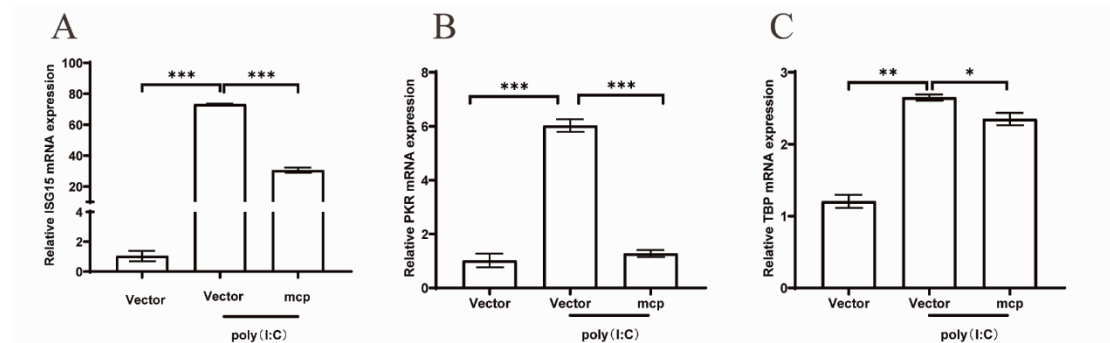 A
Relative ISG15 mRNA expression
100
80
60
40
20
4
2
0
***
***
Vector
Vector
mcp
poly(I:C)
B
Relative PKR mRNA expression
8
6
4
2
0
***
***
Vector
Vector
mcp
poly(I:C)
C
Relative TBP mRNA expression
3
2
1
0
**
*
Vector
Vector
mcp
poly(I:C)